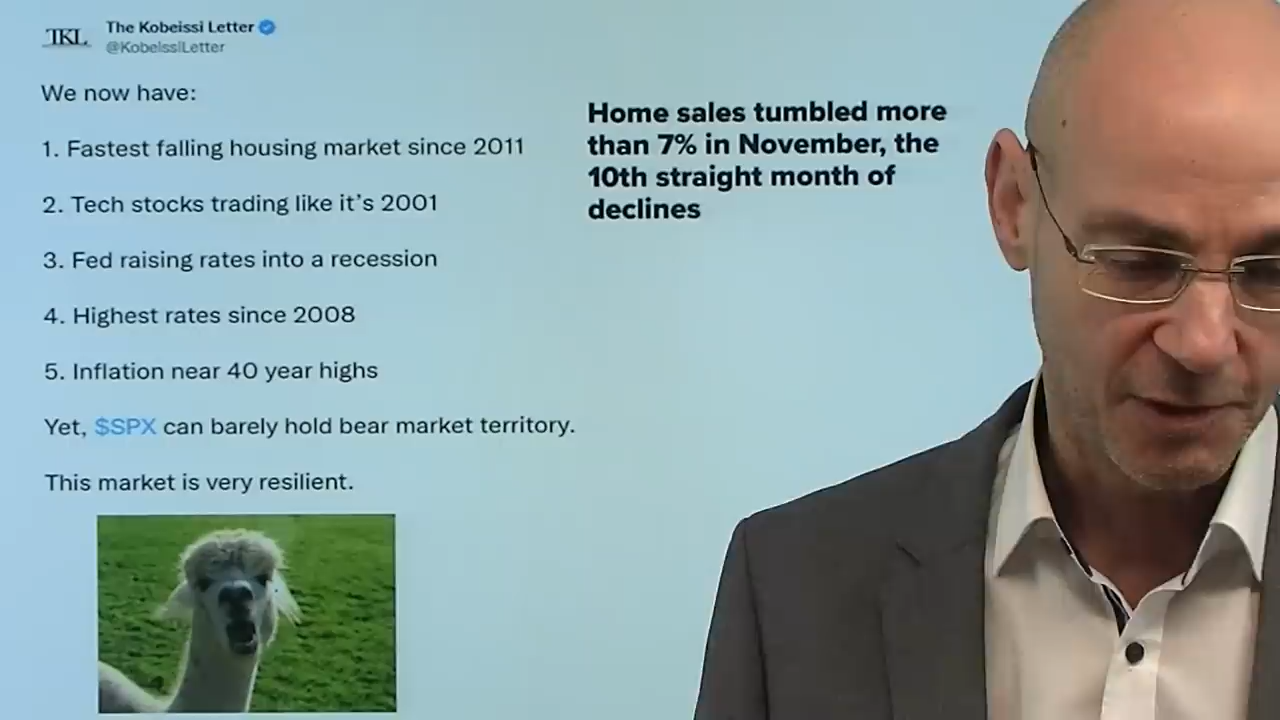 TKL
The Kobeissi Letter
@KobeissiLetter
We now have:
1. Fastest falling housing market since 2011
2. Tech stocks trading like it's 2001
3. Fed raising rates into a recession
4. Highest rates since 2008
5. Inflation near 40 year highs
Yet, $SPX can barely hold bear market territory.
This market is very resilient.
Home sales tumbled more
than 7% in November, the
10th straight month of
declines